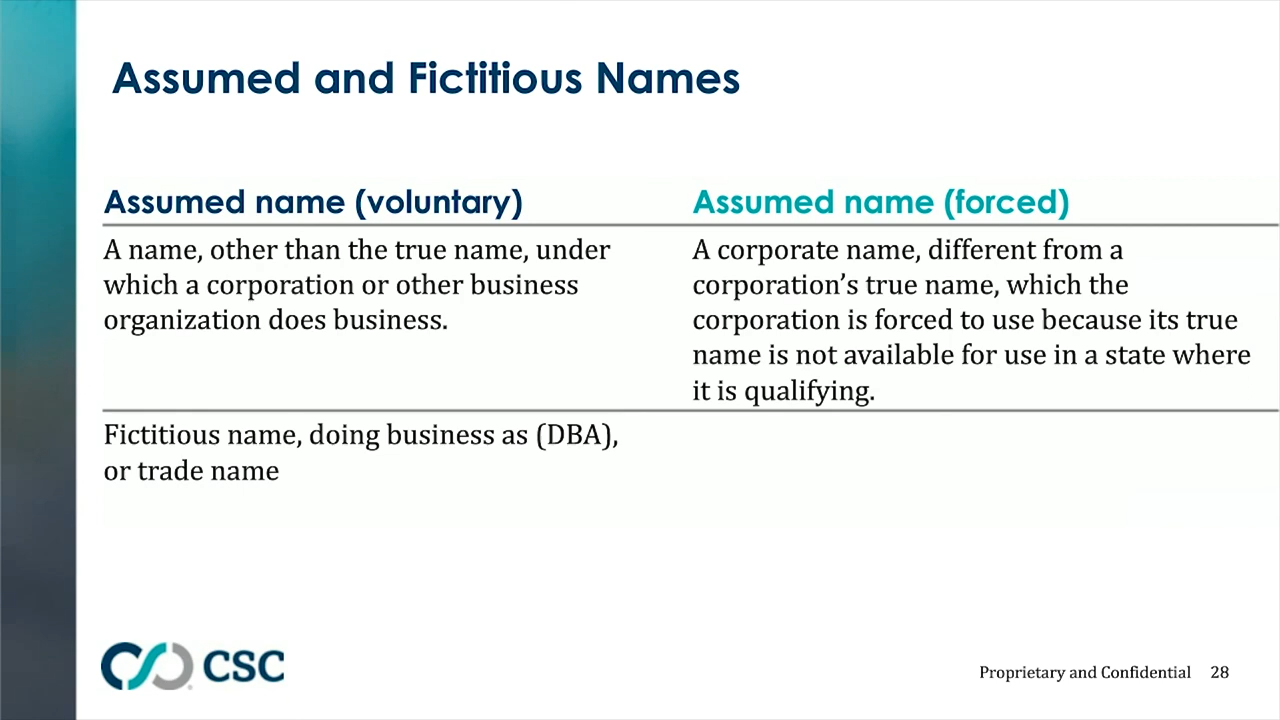 Assumed and Fictitious Names
Assumed name (voluntary)
A name, other than the true name, under
which a corporation or other business
organization does business.
Assumed name (forced)
A corporate name, different from a
corporation’s true name, which the
corporation is forced to use because its true
name is not available for use in a state where
it is qualifying.
Fictitious name, doing business as (DBA),
or trade name
CSC
Proprietary and Confidential 28